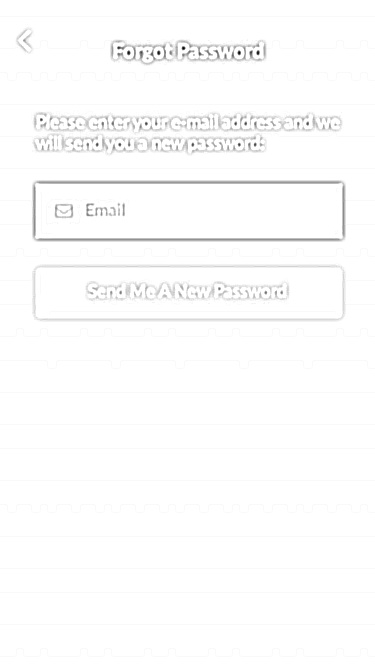 Forgot Password
Please enter your e-mail address and we
will send you a new password:
Email
Send Me A New Password